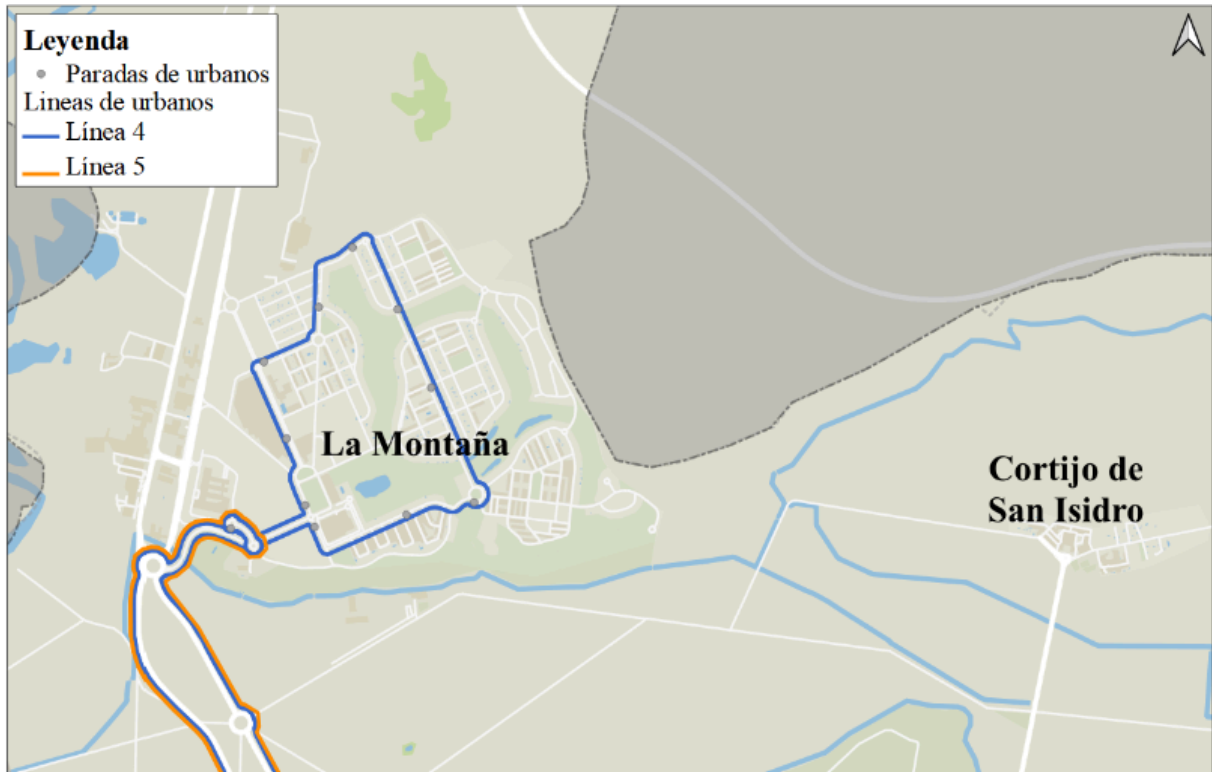 Leyenda
Paradas de urbanos
Lineas de urbanos
Línea 4
Línea 5
La Montaña
Cortijo de
San Isidro